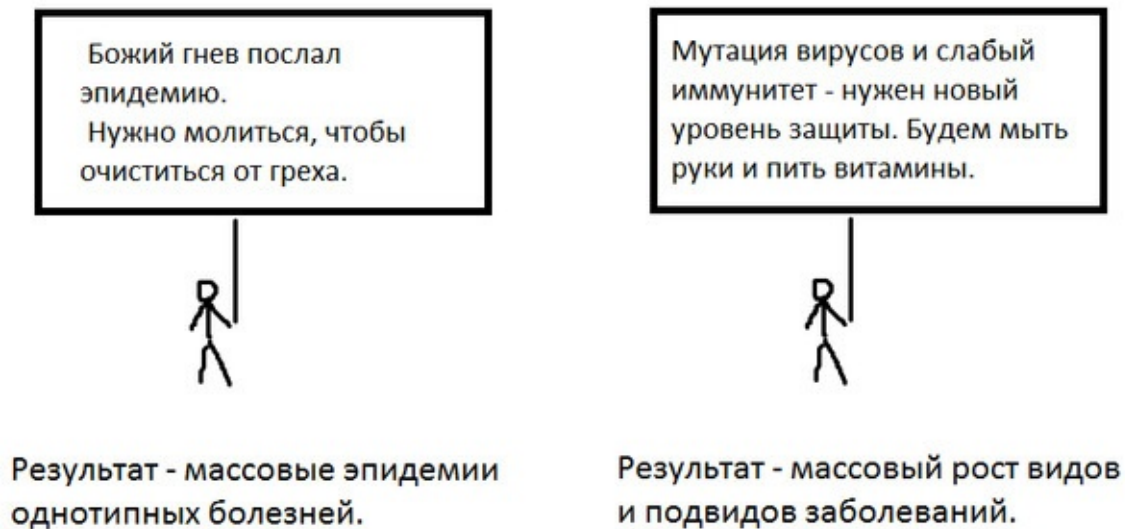 Божий гнев послал
эпидемию.
Нужно молиться, чтобы
очиститься от греха.
Мутация вирусов и слабый
иммунитет - нужен новый
уровень защиты. Будем мыть
руки и пить витамины.
Результат - массовые эпидемии
однотипных болезней.
Результат - массовый рост видов
и подвидов заболеваний.